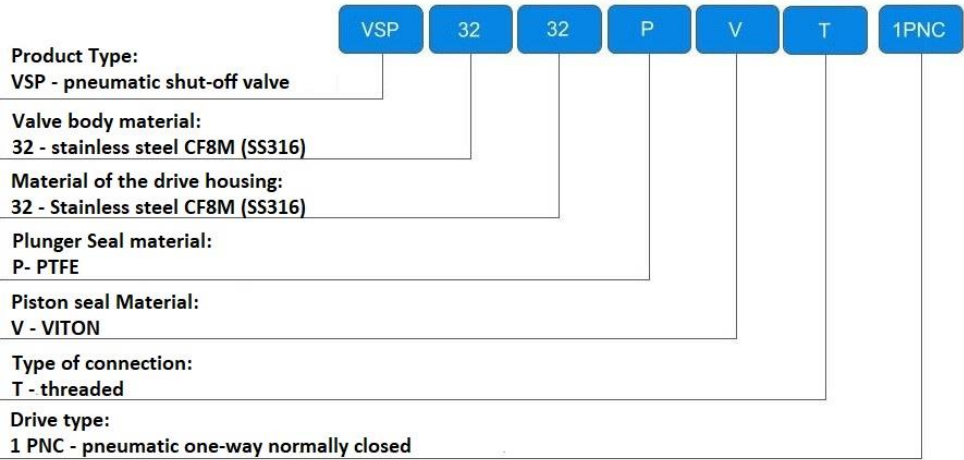 VSP 32 32 P V T 1PNC
Product Type:
VSP - pneumatic shut-off valve
Valve body material:
32 - stainless steel CF8M (SS316)
Material of the drive housing:
32 - Stainless steel CF8M (SS316)
Plunger Seal material:
P- PTFE
Piston seal Material:
V - VITON
Type of connection:
T - threaded
Drive type:
1 PNC - pneumatic one-way normally closed